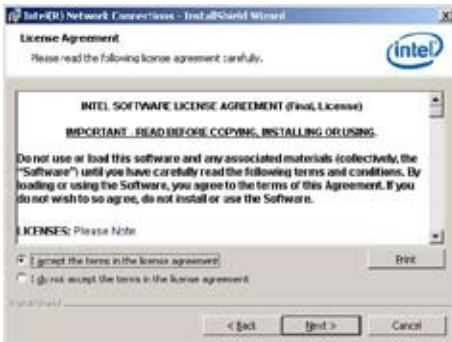 Intel(R) Network Connections - InstallShield Wizard
License Agreement
Please read the following license agreement carefully.
intel
INTEL SOFTWARE LICENSE AGREEMENT (Final, License)
IMPORTANT - READ BEFORE COPYING, INSTALLING OR USING.
Do not use or load this software and any associated materials (collectively, the
"Software") until you have carefully read the following terms and conditions. By
loading or using the Software, you agree to the terms of this Agreement. If you
do not wish to so agree, do not install or use the Software.
LICENSES: Please Note:
I accept the terms in the license agreement
I do not accept the terms in the license agreement
Print
InstallShield
< Back
Next >
Cancel